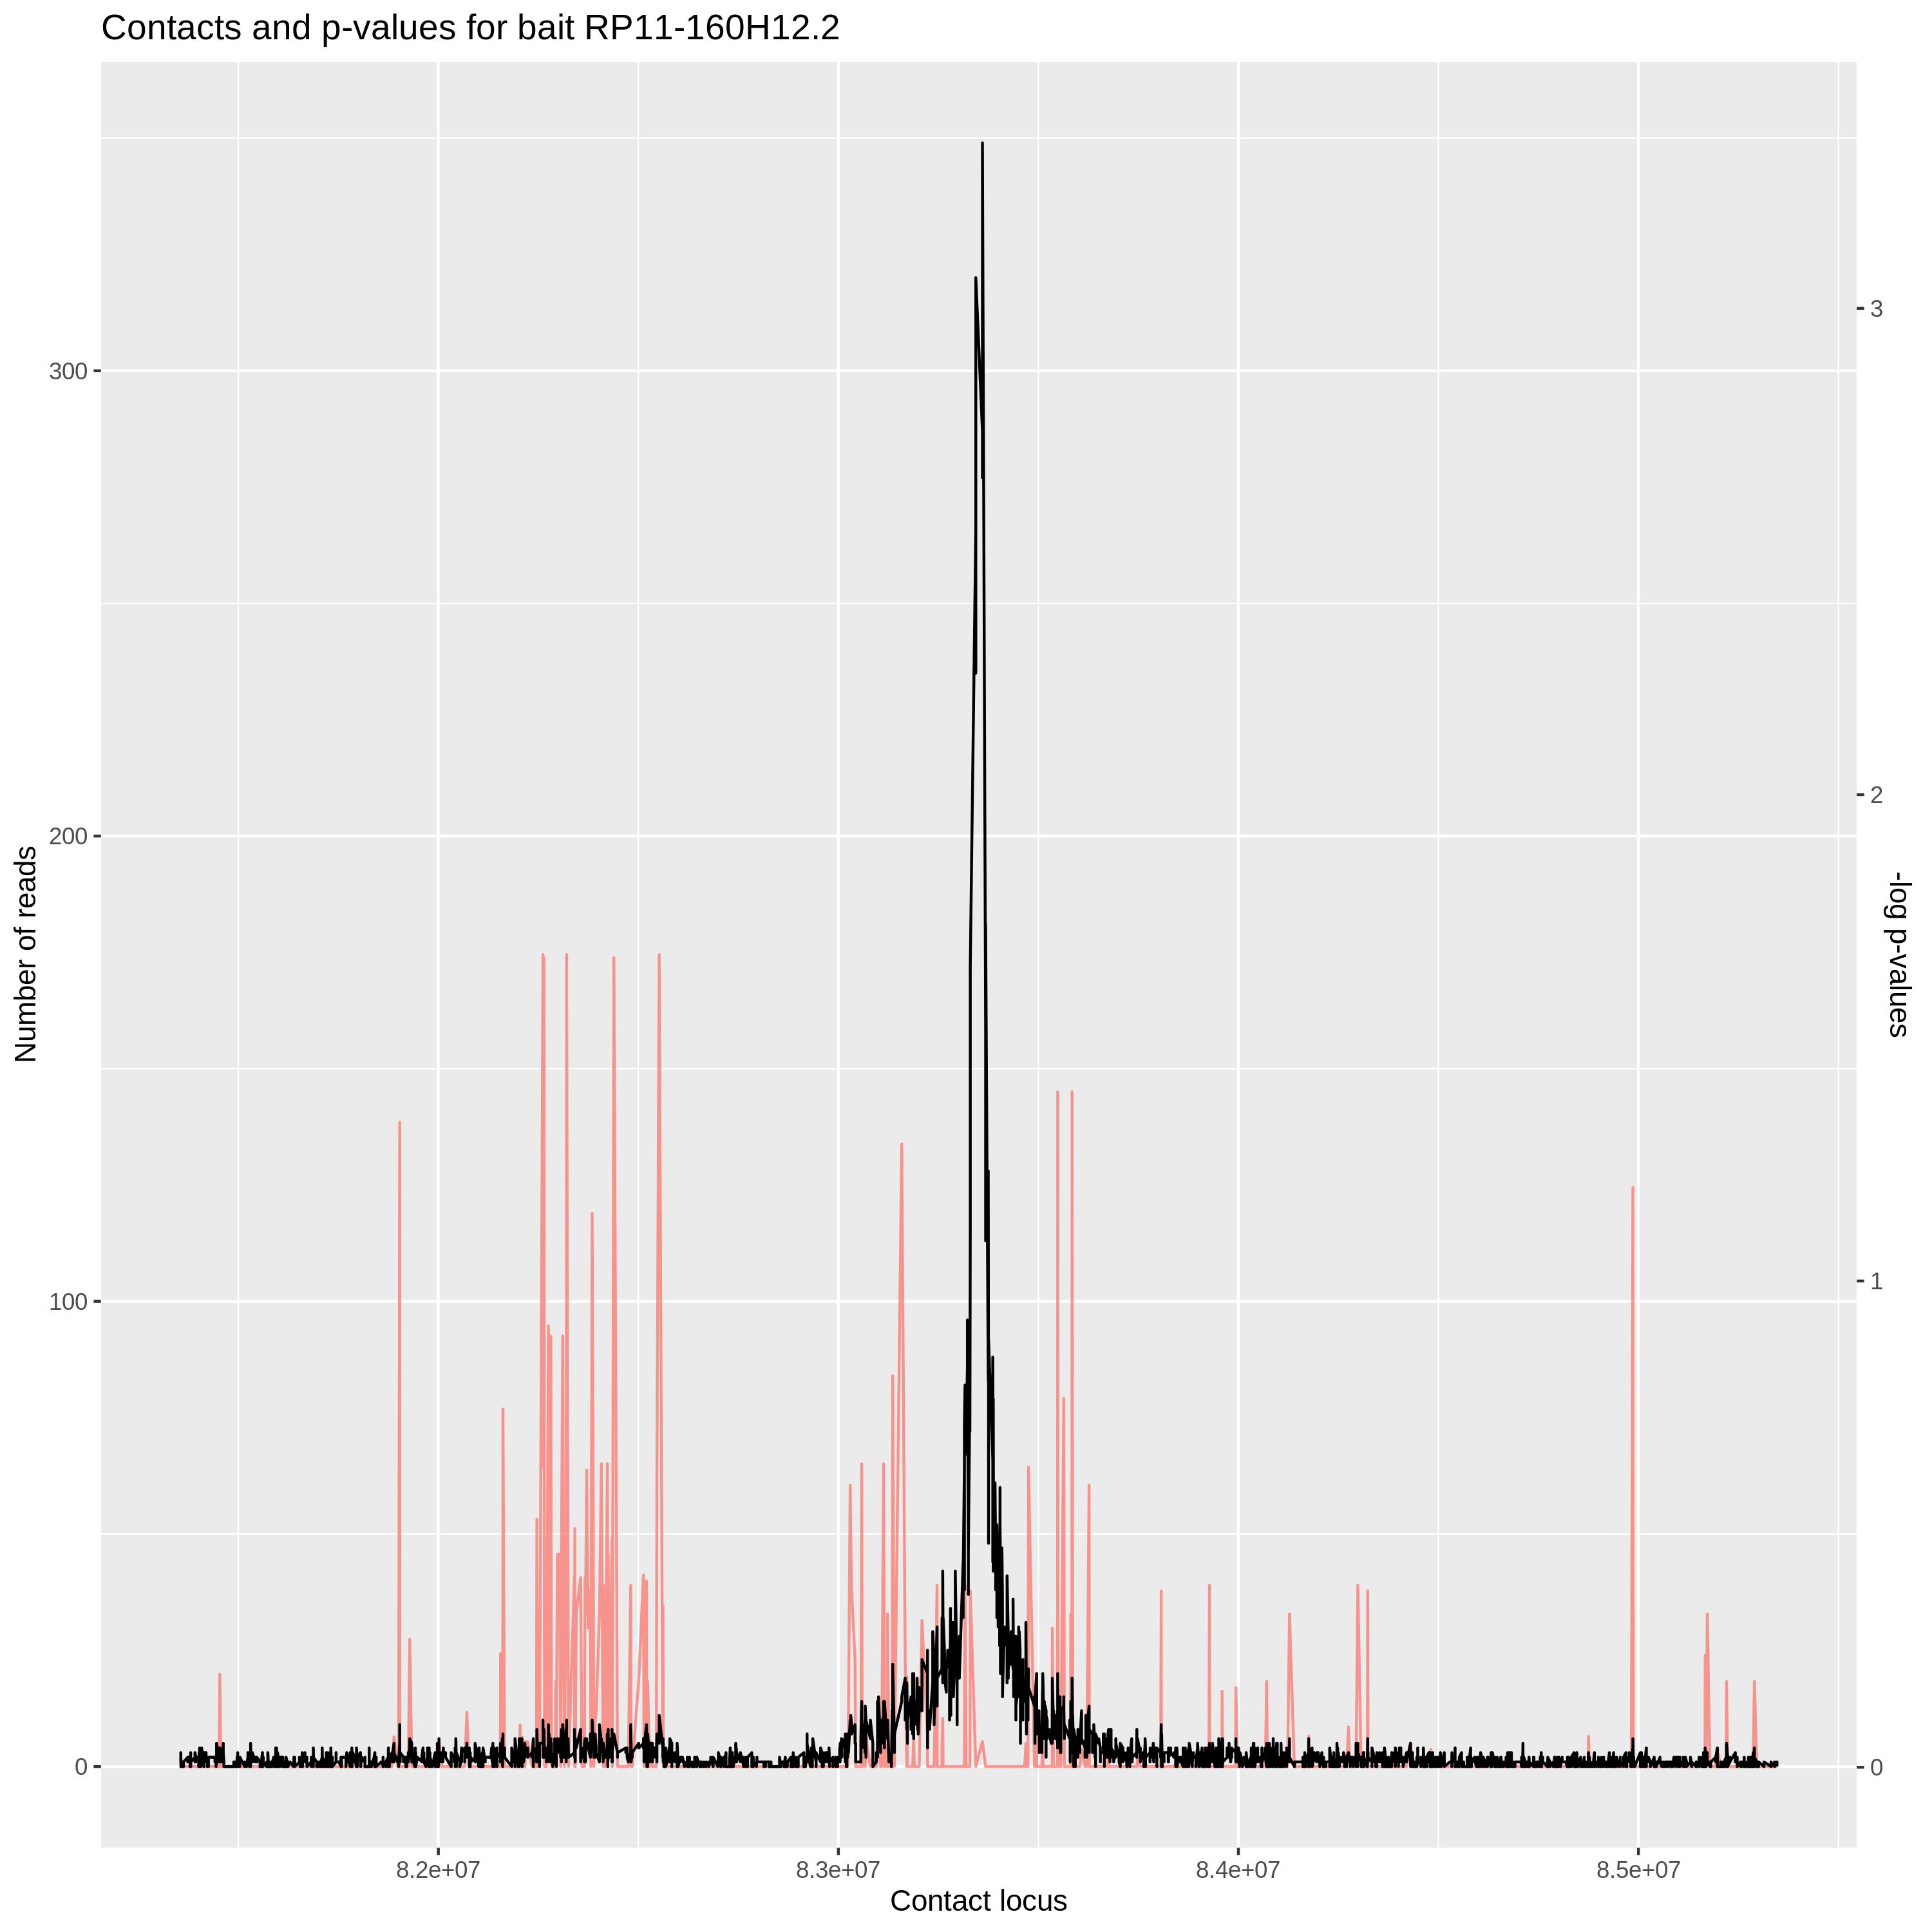 Contacts and p-values for bait RP11-160H12.2
Number of reads
300
200
100
0
3
2
1
0
-log p-values
8.2e+07 8.3e+07 8.4e+07 8.5e+07
Contact locus